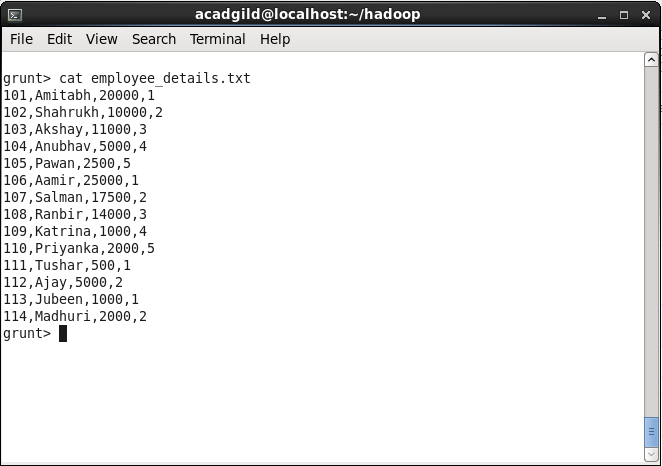 acadgild@localhost:~/hadoop
File Edit View Search Terminal Help
grunt> cat employee_details.txt
101,Amitabh,20000,1
102,Shahrukh,10000,2
103,Akshay,11000,3
104,Anubhav,5000,4
105,Pawan,2500,5
106,Aamir,25000,1
107,Salman,17500,2
108,Ranbir,14000,3
109,Katrina,1000,4
110,Priyanka,2000,5
111,Tushar,500,1
112,Ajay,5000,2
113,Jubeen,1000,1
114,Madhuri,2000,2
grunt>